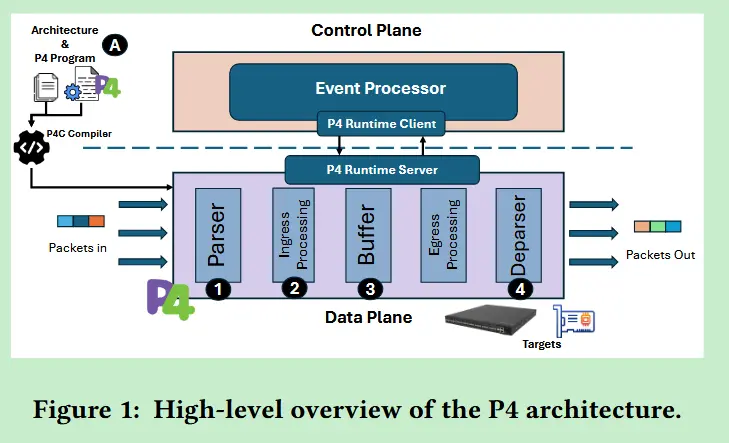 Architecture
&
P4 Program
A
P4
P4C Compiler
</>
Control Plane
Event Processor
P4 Runtime Client
P4 Runtime Server
Packets in
Parser
1
Ingress
Processing
2
Buffer
3
Egress
Processing
Deparser
4
Packets Out
P4
Data Plane
Targets
Figure 1: High-level overview of the P4 architecture.